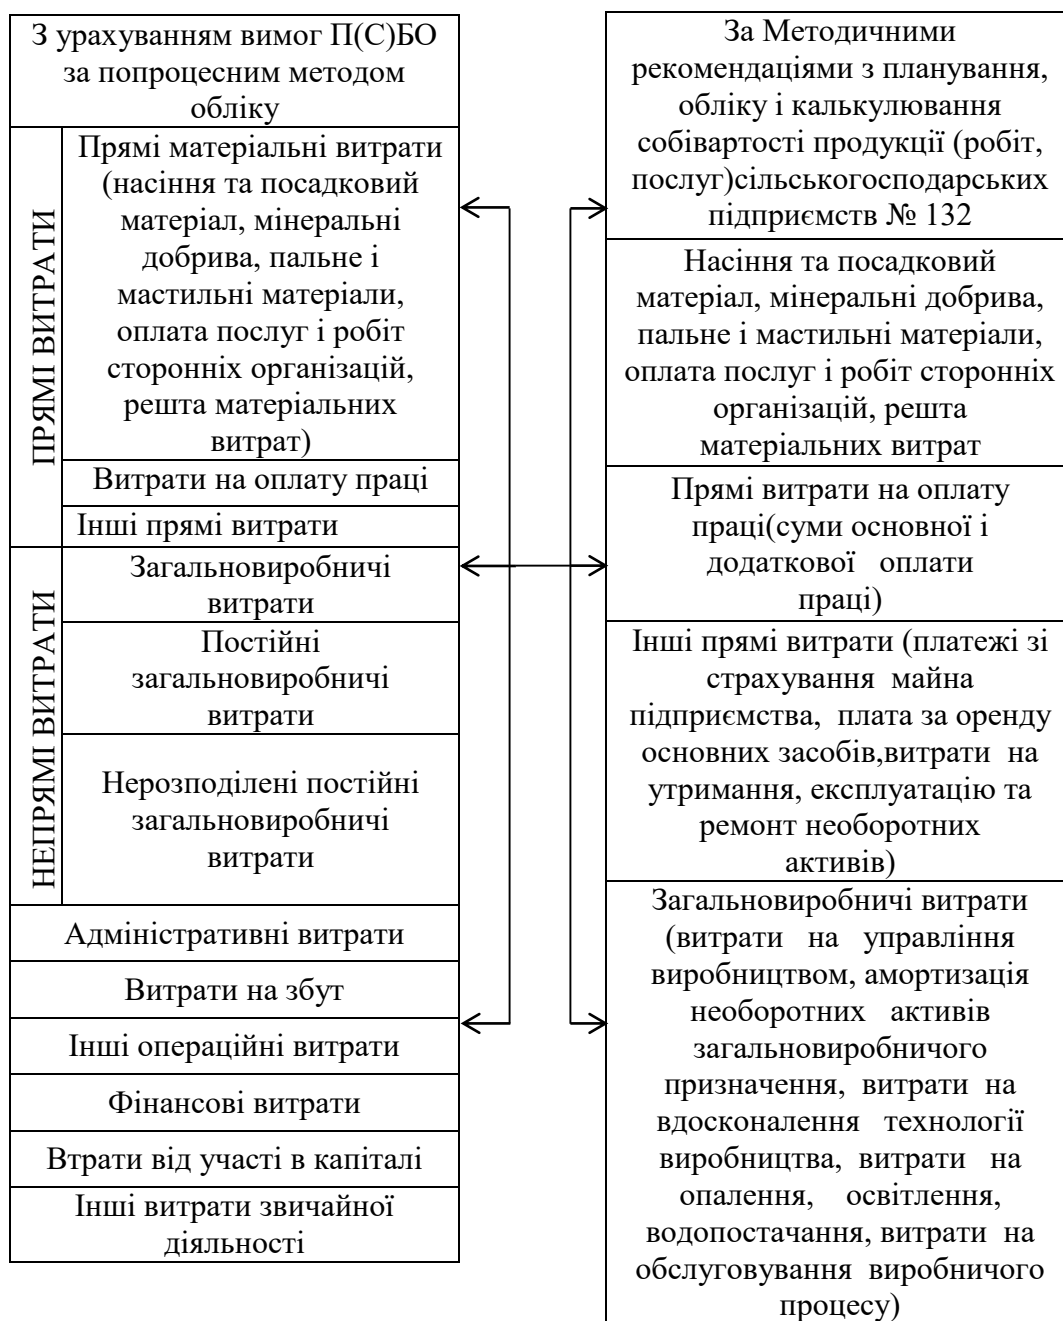 З урахуванням вимог П(С)БО
за попроцесним методом
обліку
ПРЯМІ ВИТРАТИ
Прямі матеріальні витрати
(насіння та посадковий
матеріал, мінеральні
добрива, пальне і
мастильні матеріали,
оплата послуг і робіт
сторонніх організацій,
решта матеріальних
витрат)
Витрати на оплату праці
Інші прямі витрати
НЕПРЯМІ ВИТРАТИ
Загальновиробничі
витрати
Постійні
загальновиробничі
витрати
Нерозподілені постійні
загальновиробничі
витрати
Адміністративні витрати
Витрати на збут
Інші операційні витрати
Фінансові витрати
Втрати від участі в капіталі
Інші витрати звичайної
діяльності
За Методичними
рекомендаціями з планування,
обліку і калькулювання
собівартості продукції (робіт,
послуг)сільськогосподарських
підприємств № 132
Насіння та посадковий
матеріал, мінеральні добрива,
пальне і мастильні матеріали,
оплата послуг і робіт сторонніх
організацій, решта
матеріальних витрат
Прямі витрати на оплату
праці(суми основної і
додаткової оплати
праці)
Інші прямі витрати (платежі зі
страхування майна
підприємства, плата за оренду
основних засобів,витрати на
утримання, експлуатацію та
ремонт необоротних
активів)
Загальновиробничі витрати
(витрати на управління
виробництвом, амортизація
необоротних активів
загальновиробничого
призначення, витрати на
вдосконалення технології
виробництва, витрати на
опалення, освітлення,
водопостачання, витрати на
обслуговування виробничого
процесу)